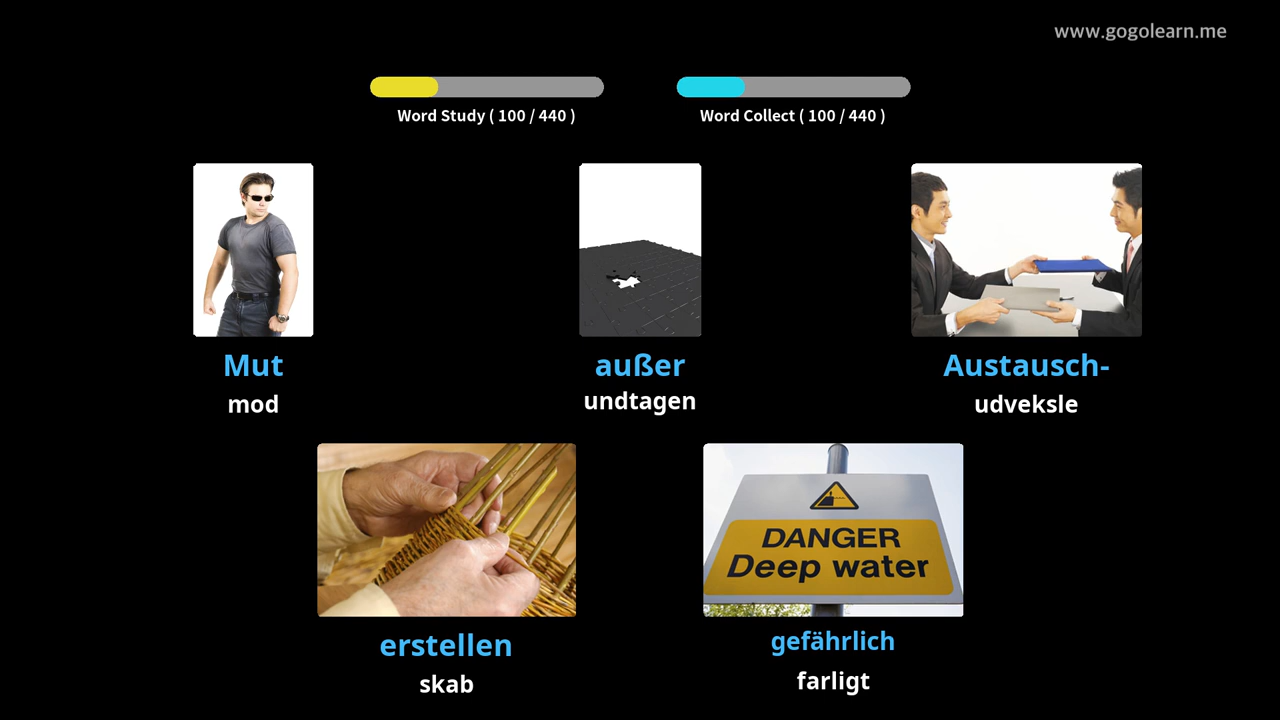 www.gogolearn.me
Word Study ( 100 / 440 )
Word Collect ( 100 / 440 )
Mut
mod
außer
undtagen
Austausch-
udveksle
DANGER
Deep water
erstellen
skab
gefährlich
farligt